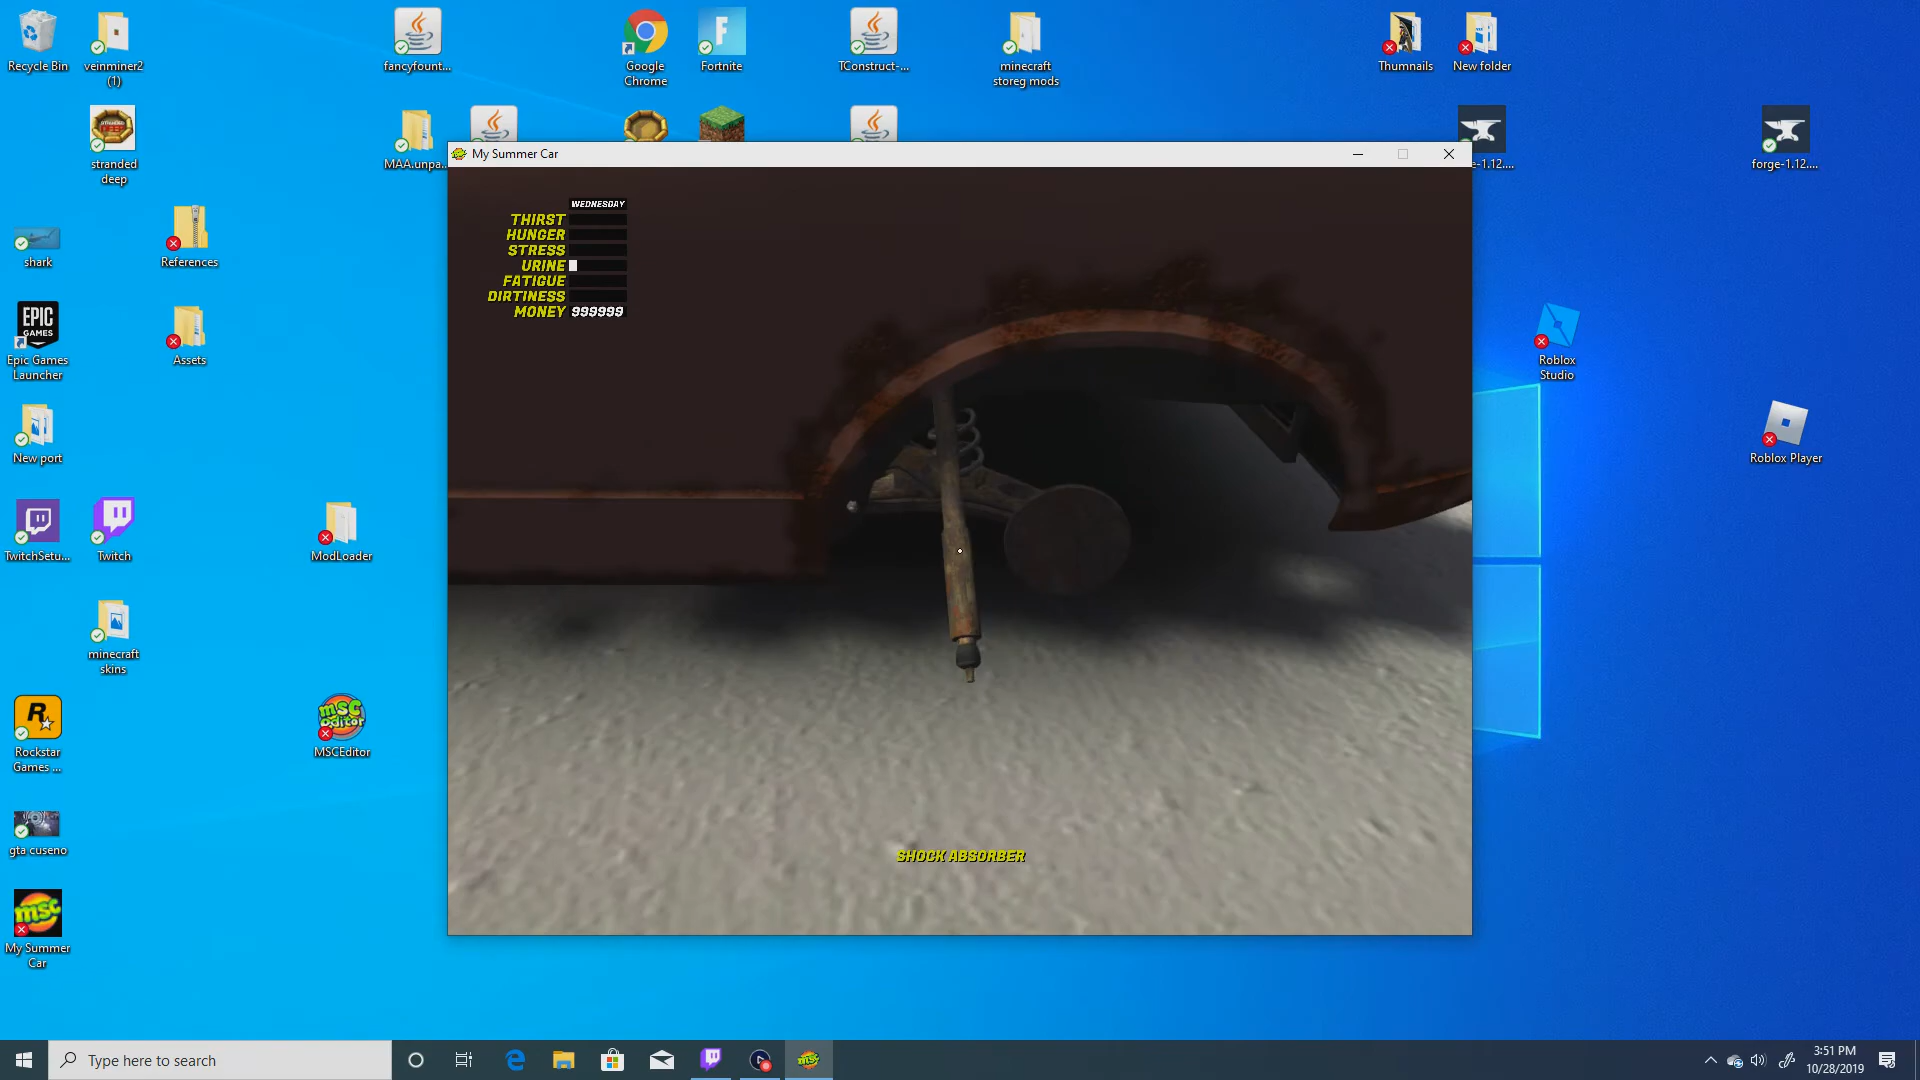 Recycle Bin
veinminer2
(1)
fancyfount...
Google
Chrome
Fortnite
TConstruct-...
minecraft
storeg mods
Thumnails
New folder
stranded
deep
MAA.unpa...
e-1.12....
forge-1.12....
shark
References
EPIC
GAMES
Epic Games
Launcher
Assets
New port
TwitchSetu...
Twitch
ModLoader
minecraft
skins
Rockstar
Games ...
msc
editor
MSCEditor
gta cuseno
msc
My Summer
Car
Roblox
Studio
Roblox Player
My Summer Car
WEDNESDAY
THIRST
HUNGER
STRESS
URINE
FATIGUE
DIRTINESS
MONEY 999999
SHOCK ABSORBER
Type here to search
3:51 PM
10/28/2019